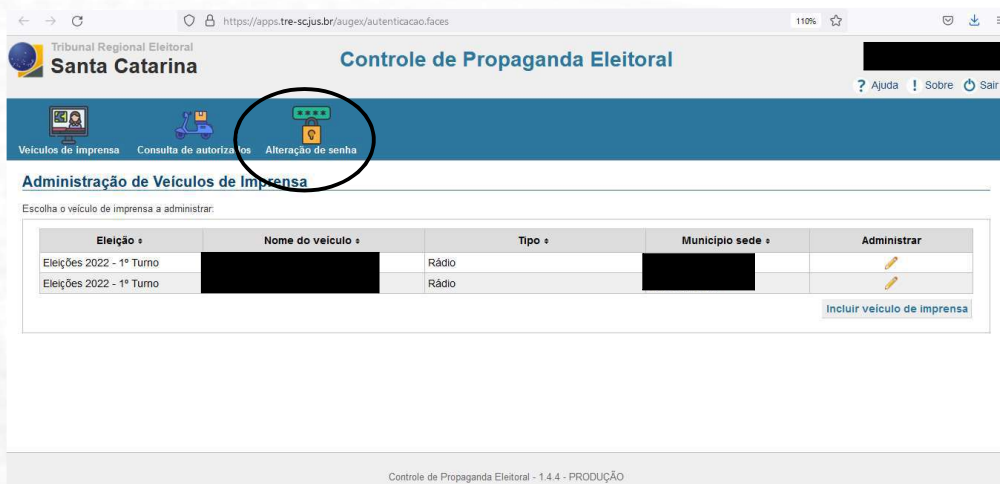 https://apps.tre-sc.jus.br/augex/autenticacao.faces
110%
Tribunal Regional Eleitoral
Santa Catarina
Controle de Propaganda Eleitoral
? Ajuda ! Sobre Sair
Veículos de imprensa Consulta de autorizados Alteração de senha
Administração de Veículos de Imprensa
Escolha o veículo de imprensa a administrar:
Eleição Nome do veículo Tipo Município sede Administrar
Eleições 2022 - 1º Turno Rádio
Eleições 2022 - 1º Turno Rádio
Incluir veículo de imprensa
Controle de Propaganda Eleitoral - 1.4.4 - PRODUÇÃO